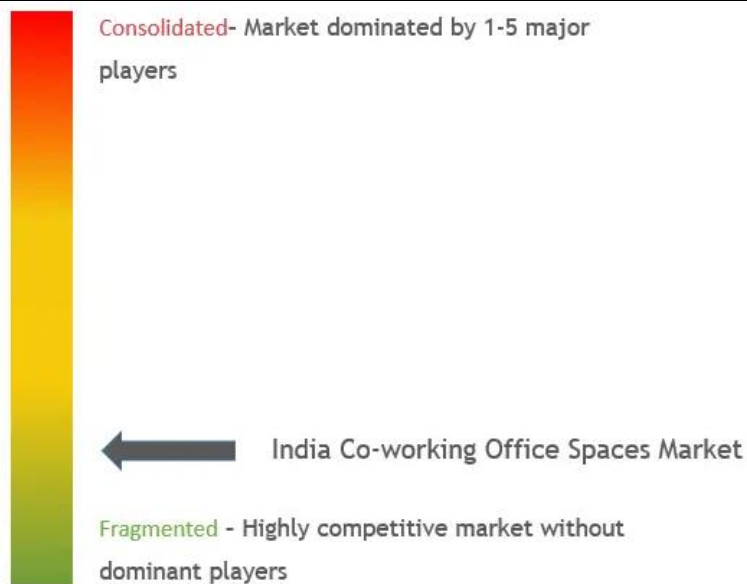 Consolidated– Market dominated by 1-5 major
players
India Co-working Office Spaces Market
Fragmented – Highly competitive market without
dominant players